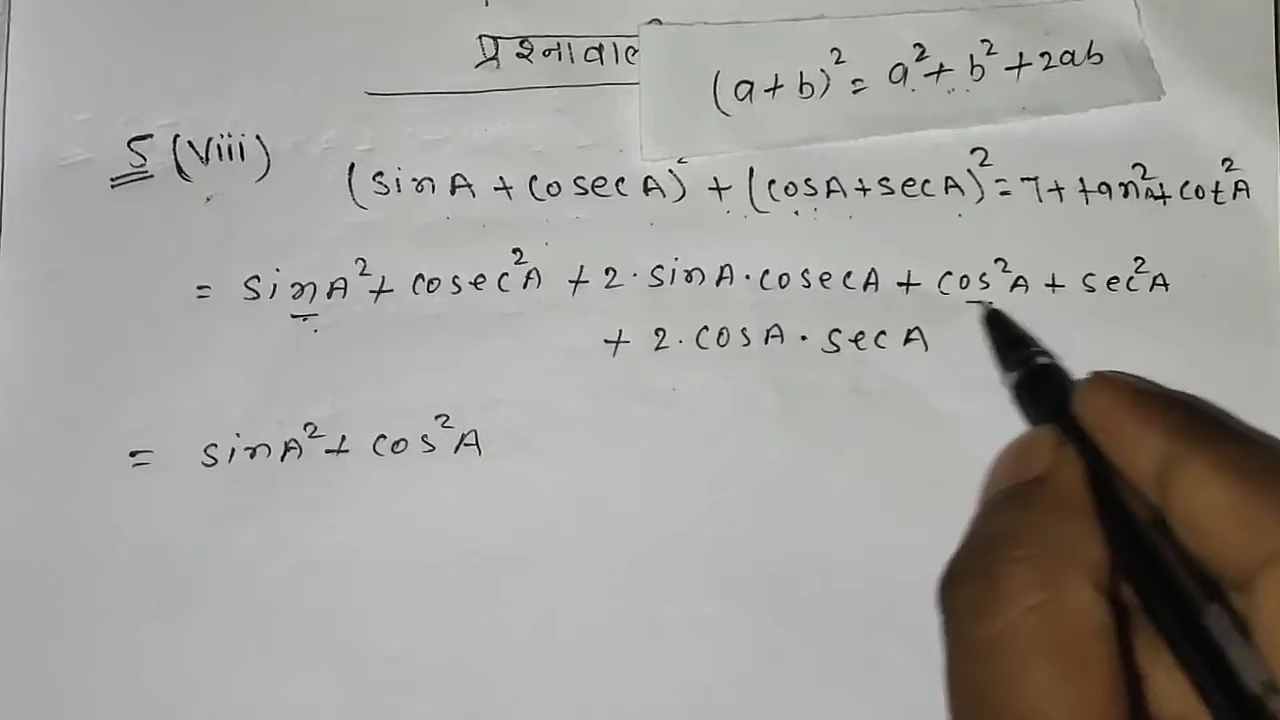 प्रश्नावल
(a+b)² = a²+b²+2ab
5 (viii) (sinA + cosecA)² + (cosA+secA)² = 7+tan²A+cot²A
= sinA² + cosec²A + 2·sinA·cosecA + cos²A + sec²A
+ 2·cosA·secA
= sinA² + cos²A